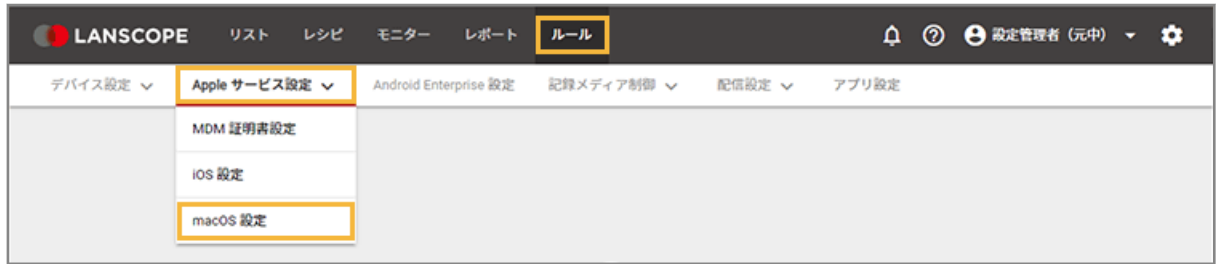 LANSCOPE リスト レシピ モニター レポート ルール 設定管理者（元中）
デバイス設定 Apple サービス設定 Android Enterprise 設定 記録メディア制御 配信設定 アプリ設定
MDM 証明書設定
iOS 設定
macOS 設定